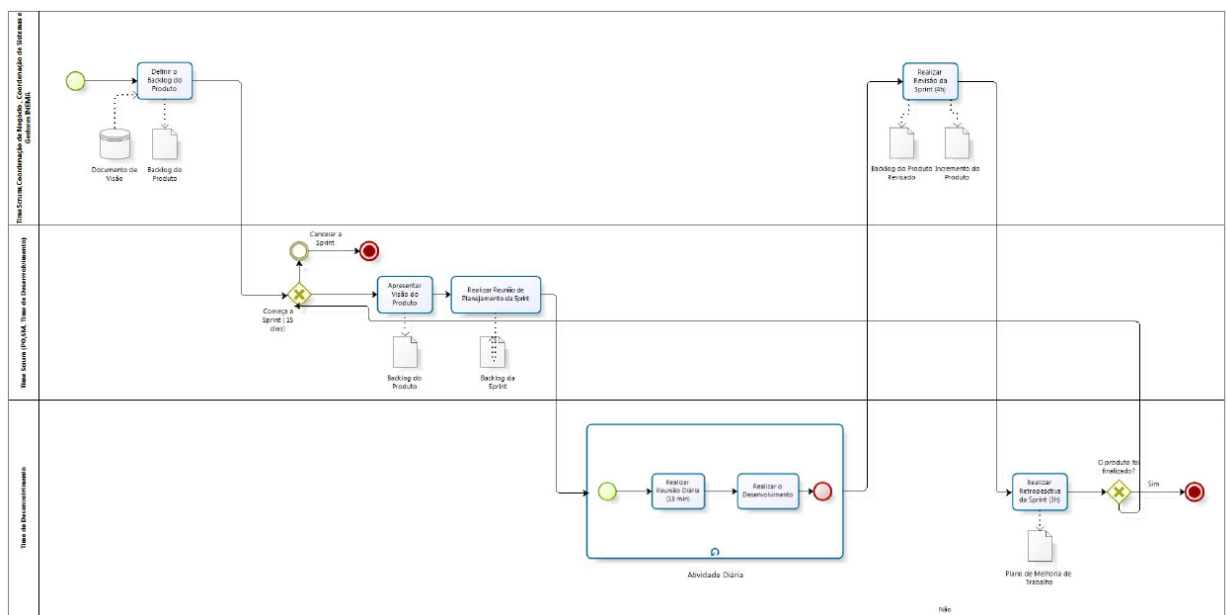 Time Scrum,Coordenação de Negócio , Coordenação de Sistemas e
Gestores INEMA
Definir o
Backlog do
Produto
Documento de
Visão
Backlog do
Produto
Realizar
Revisão da
Sprint (4h)
Backlog do Produto
Revisado
Incremento do
Produto
Time Scrum (PO,SM, Time de Desenvolvimento)
Cancelar a
Sprint
Começa a
Sprint ( 15
dias)
Apresentar
Visão do
Produto
Realizar Reunião de
Planejamento da Sprint
Backlog do
Produto
Backlog da
Sprint
Time de Desenvolvimento
Realizar
Reunião Diária
(15 min)
Realizar o
Desenvolvimento
Atividade Diária
Realizar
Retrospectiva
da Sprint (3h)
Plano de Melhoria de
Trabalho
O produto foi
finalizado?
Sim
Não